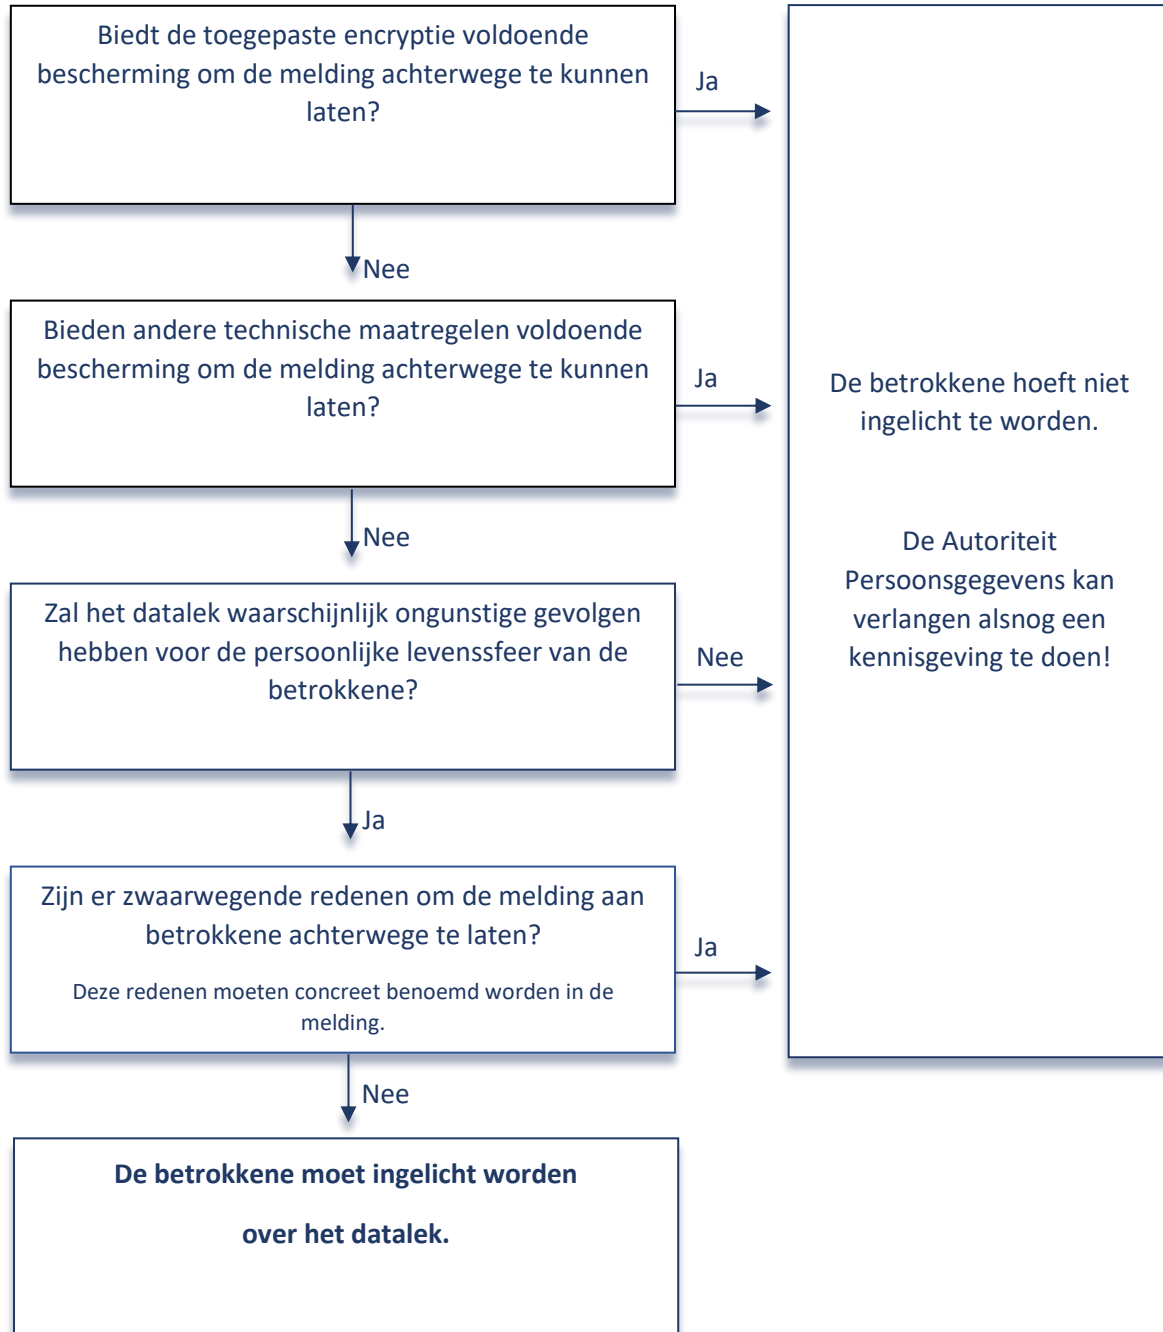 Biedt de toegepaste encryptie voldoende
bescherming om de melding achterwege te kunnen
laten?
Ja
Nee
Bieden andere technische maatregelen voldoende
bescherming om de melding achterwege te kunnen
laten?
Ja
Nee
Zal het datalek waarschijnlijk ongunstige gevolgen
hebben voor de persoonlijke levenssfeer van de
betrokkene?
Nee
Ja
Zijn er zwaarwegende redenen om de melding aan
betrokkene achterwege te laten?
Deze redenen moeten concreet benoemd worden in de
melding.
Ja
Nee
De betrokkene moet ingelicht worden
over het datalek.
De betrokkene hoeft niet
ingelicht te worden.
De Autoriteit
Persoonsgegevens kan
verlangen alsnog een
kennisgeving te doen!